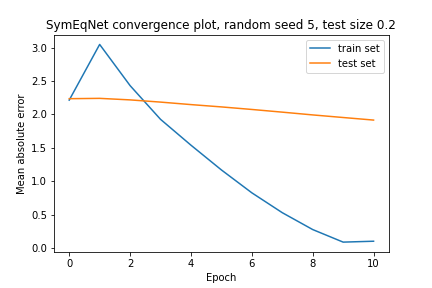 SymEqNet convergence plot, random seed 5, test size 0.2
train set
test set
Mean absolute error
3.0
2.5
2.0
1.5
1.0
0.5
0.0
0 2 4 6 8 10
Epoch